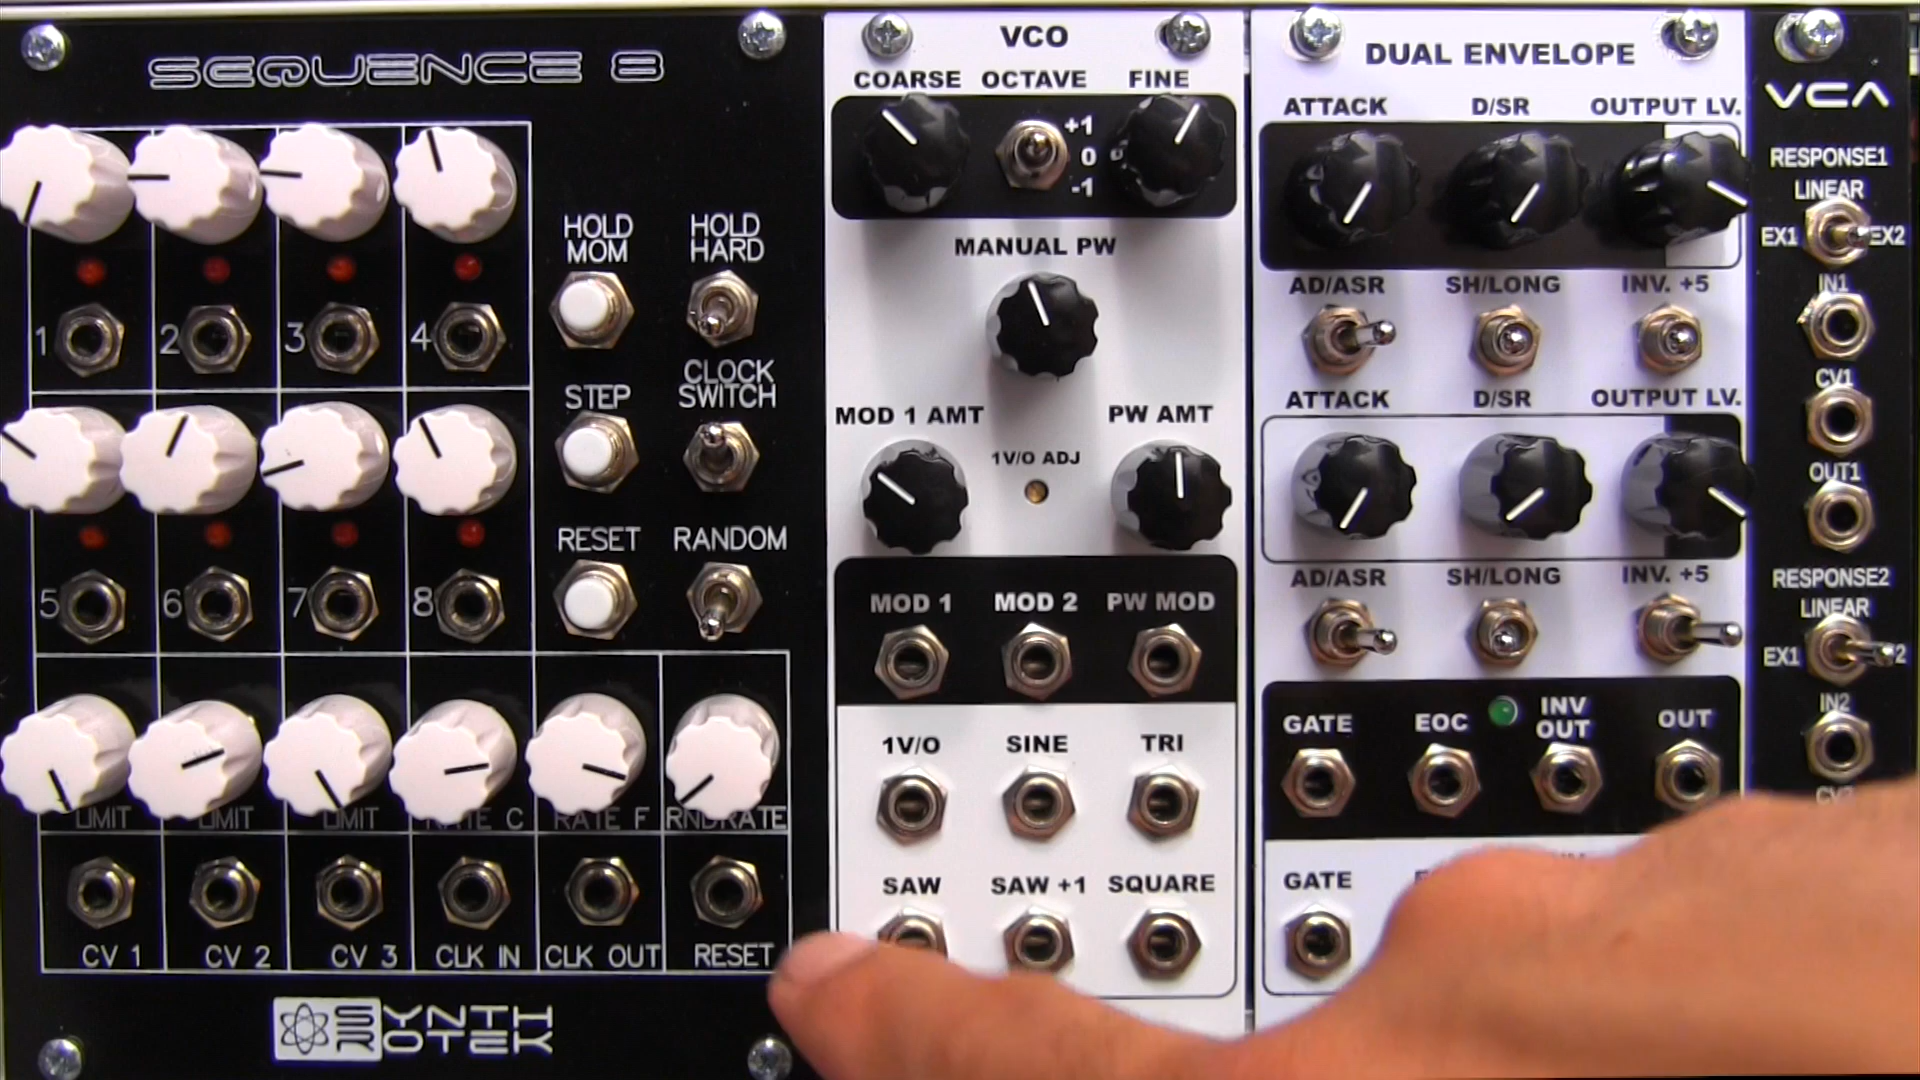 SEQUENCE 8
1
2
3
4
5
6
7
8
HOLD
MOM
HOLD
HARD
STEP
CLOCK
SWITCH
RESET
RANDOM
LIMIT
LIMIT
LIMIT
RATE C
RATE F
RNDRATE
CV 1
CV 2
CV 3
CLK IN
CLK OUT
RESET
SYNTH
ROTEK
VCO
COARSE
OCTAVE
FINE
+1
0
-1
MANUAL PW
MOD 1 AMT
PW AMT
1V/O ADJ
MOD 1
MOD 2
PW MOD
1V/O
SINE
TRI
SAW
SAW +1
SQUARE
DUAL ENVELOPE
ATTACK
D/SR
OUTPUT LV.
AD/ASR
SH/LONG
INV. +5
ATTACK
D/SR
OUTPUT LV.
AD/ASR
SH/LONG
INV. +5
GATE
EOC
INV
OUT
OUT
GATE
VCA
RESPONSE1
LINEAR
EX1
EX2
IN1
CV1
OUT1
RESPONSE2
LINEAR
EX1
IN2
CV2